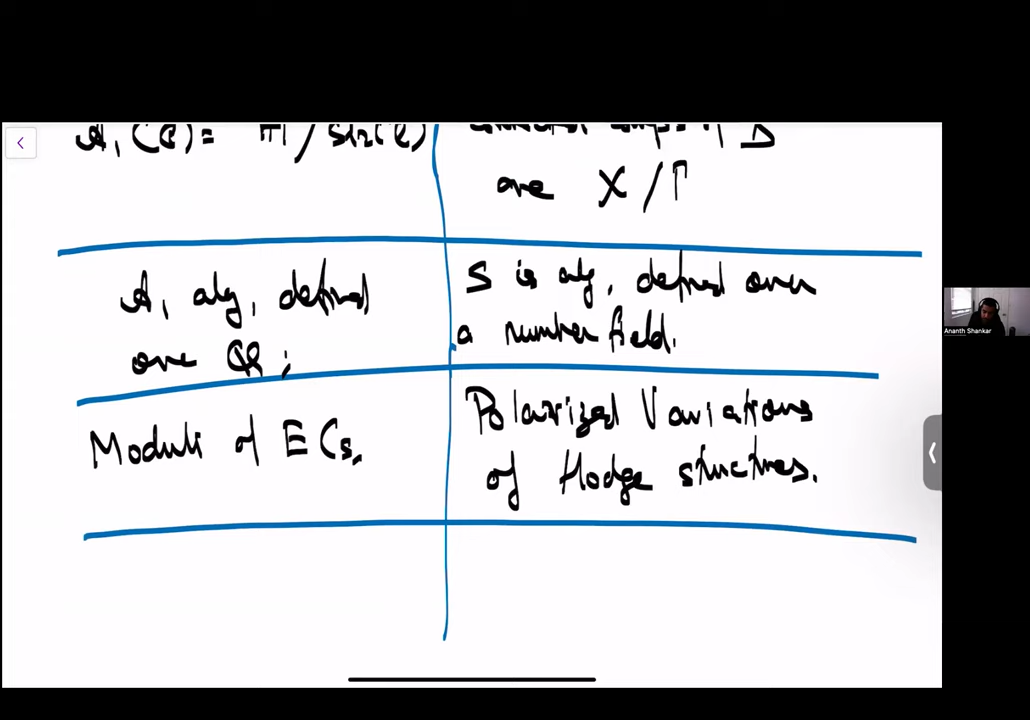 A, (C) = H / SL2(Z)
are X / Γ
A, alg, defined
over Q;
S is alg, defined over
a number field.
Moduli of ECs.
Polarized Variations
of Hodge structures.
Ananth Shankar